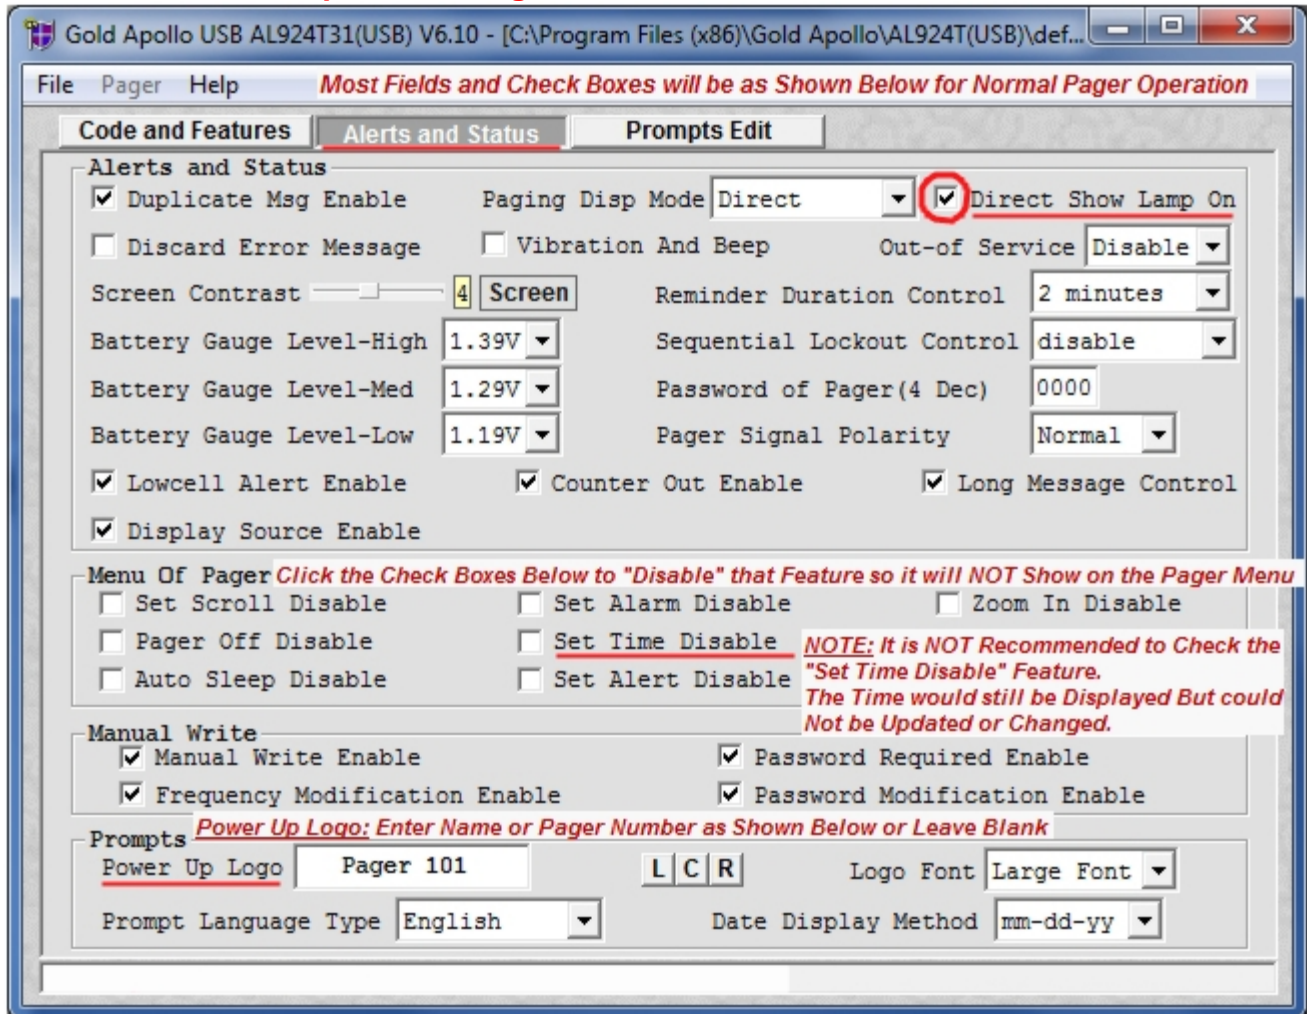 Gold Apollo USB AL924T31(USB) V6.10 - [C:\Program Files (x86)\Gold Apollo\AL924T(USB)\def...
File Pager Help Most Fields and Check Boxes will be as Shown Below for Normal Pager Operation
Code and Features Alerts and Status Prompts Edit
Alerts and Status
Duplicate Msg Enable Paging Disp Mode Direct Direct Show Lamp On
Discard Error Message Vibration And Beep Out-of Service Disable
Screen Contrast 4 Screen Reminder Duration Control 2 minutes
Battery Gauge Level-High 1.39V Sequential Lockout Control disable
Battery Gauge Level-Med 1.29V Password of Pager(4 Dec) 0000
Battery Gauge Level-Low 1.19V Pager Signal Polarity Normal
Lowcell Alert Enable Counter Out Enable Long Message Control
Display Source Enable
Menu Of Pager Click the Check Boxes Below to "Disable" that Feature so it will NOT Show on the Pager Menu
Set Scroll Disable Set Alarm Disable Zoom In Disable
Pager Off Disable Set Time Disable NOTE: It is NOT Recommended to Check the
"Set Time Disable" Feature.
Auto Sleep Disable Set Alert Disable The Time would still be Displayed But could
Not be Updated or Changed.
Manual Write
Manual Write Enable Password Required Enable
Frequency Modification Enable Password Modification Enable
Prompts Power Up Logo: Enter Name or Pager Number as Shown Below or Leave Blank
Power Up Logo Pager 101 L C R Logo Font Large Font
Prompt Language Type English Date Display Method mm-dd-yy